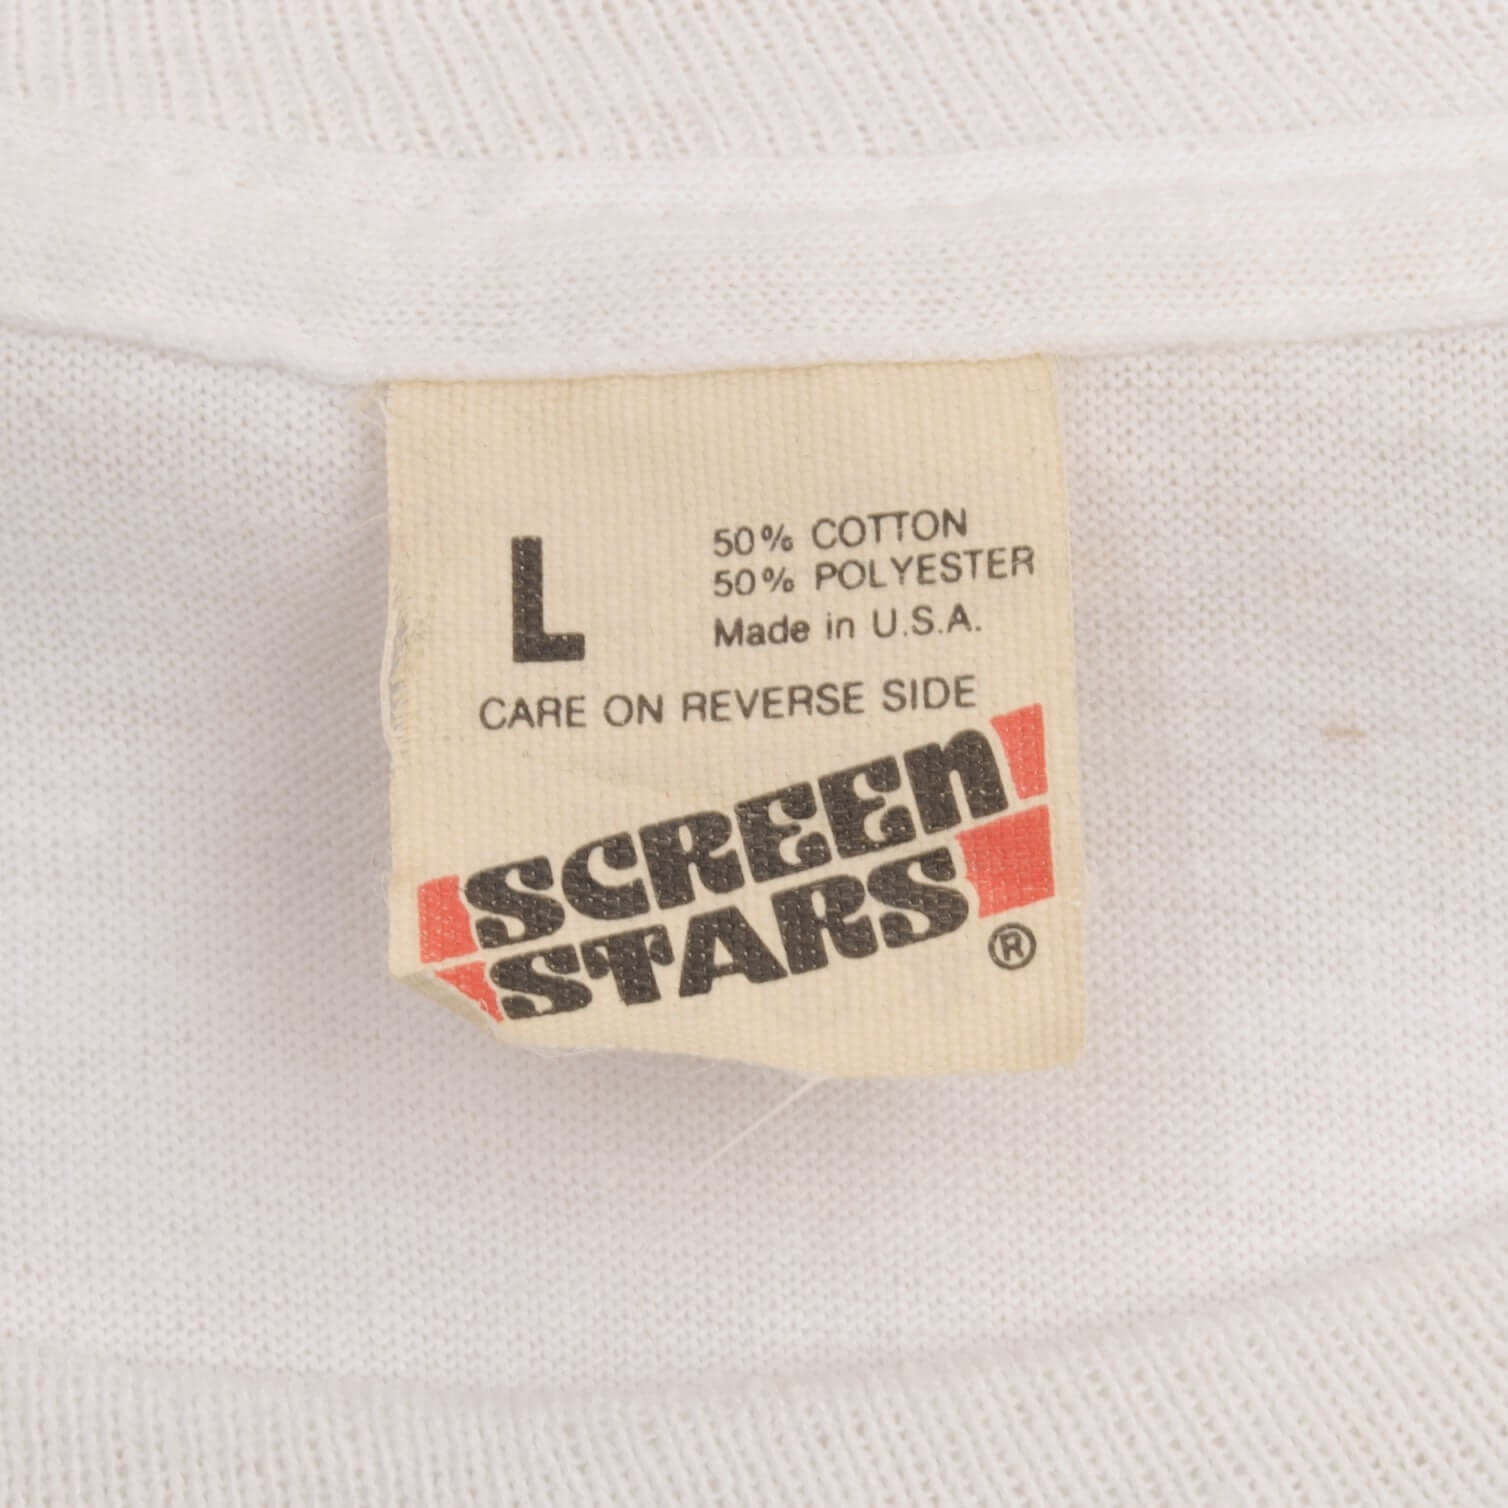 L
50% COTTON
50% POLYESTER
Made in U.S.A.
CARE ON REVERSE SIDE
SCREEN
STARS
®